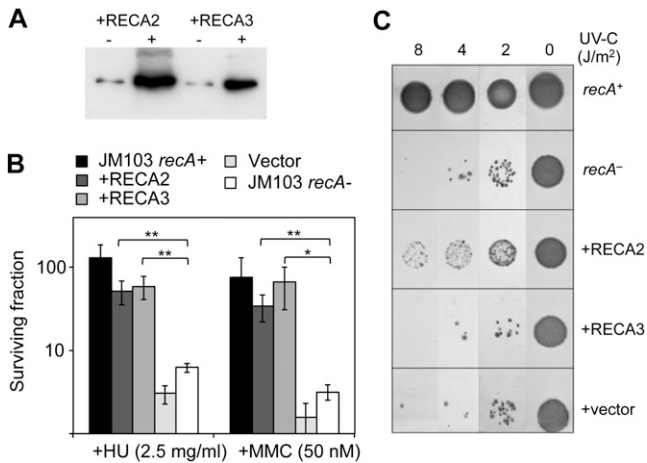 A
+RECA2 +RECA3
- + - +
B
JM103 recA+ Vector
+RECA2 JM103 recA-
+RECA3
Surviving fraction
100
10
** **
** *
+HU (2.5 mg/ml) +MMC (50 nM)
C
UV-C
8 4 2 0 (J/m²)
recA⁺
recA⁻
+RECA2
+RECA3
+vector